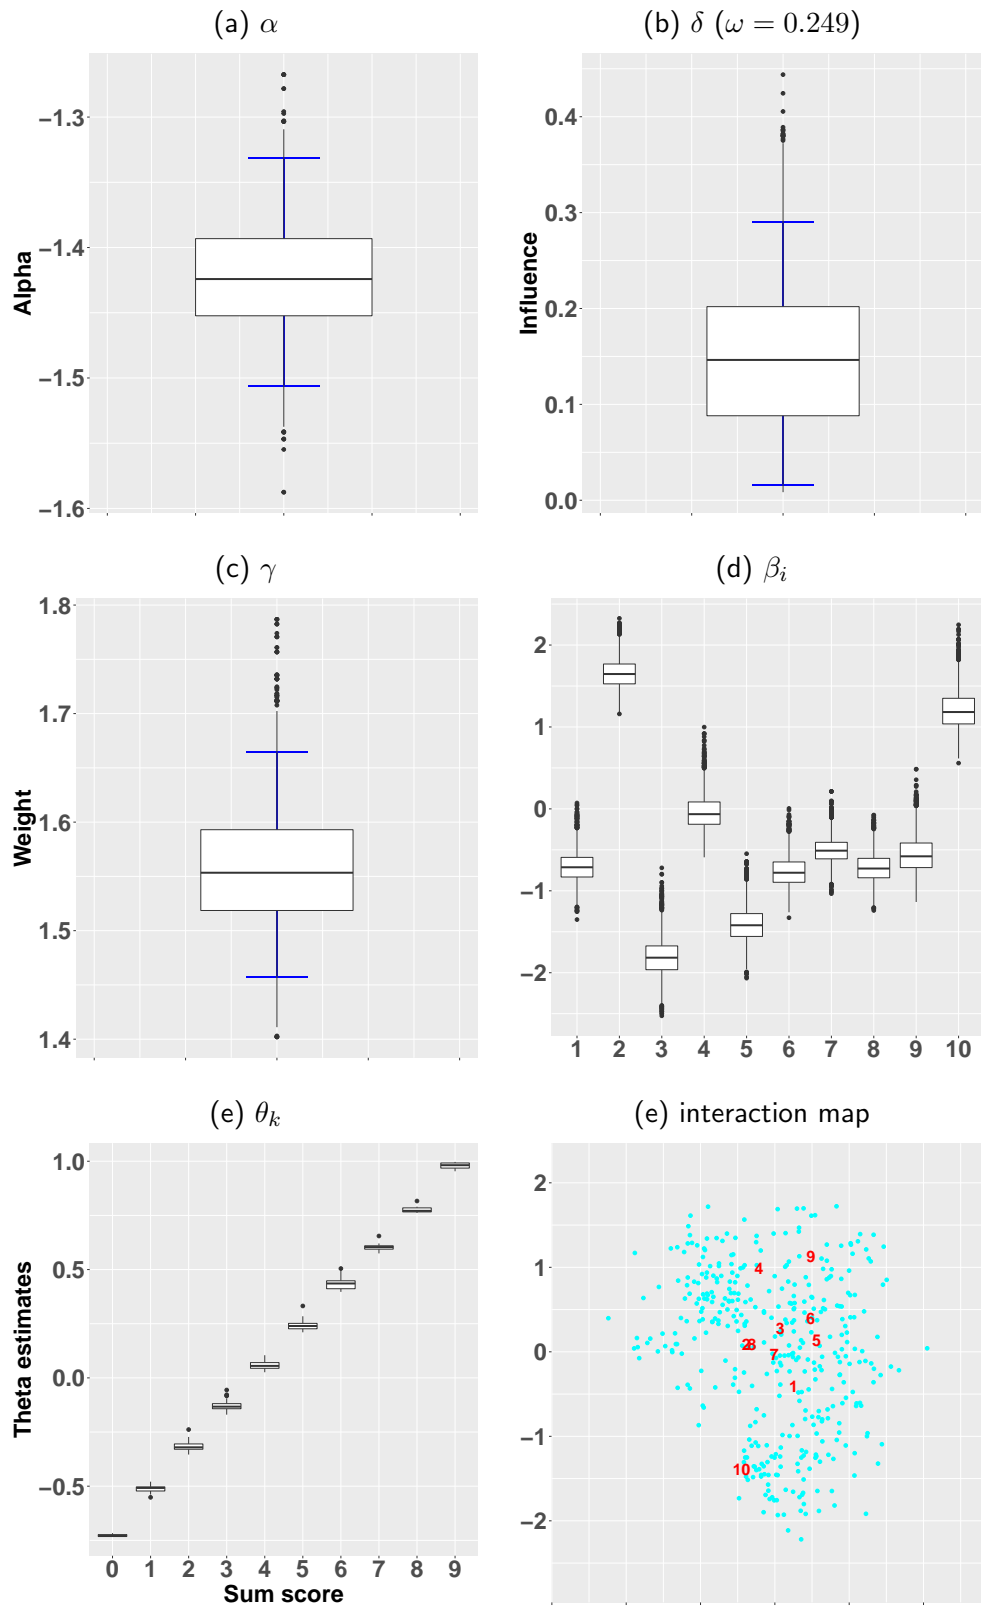 (a) α
(b) δ (ω = 0.249)
−1.3
−1.4
−1.5
−1.6
Alpha
0.4
0.3
0.2
0.1
0.0
Influence
(c) γ
(d) βᵢ
1.8
1.7
1.6
1.5
1.4
Weight
2
1
0
−1
−2
1 2 3 4 5 6 7 8 9 10
(e) θₖ
(e) interaction map
1.0
0.5
0.0
−0.5
Theta estimates
0 1 2 3 4 5 6 7 8 9
Sum score
2
1
0
−1
−2
9
4
6
3
5
2 8
7
1
10